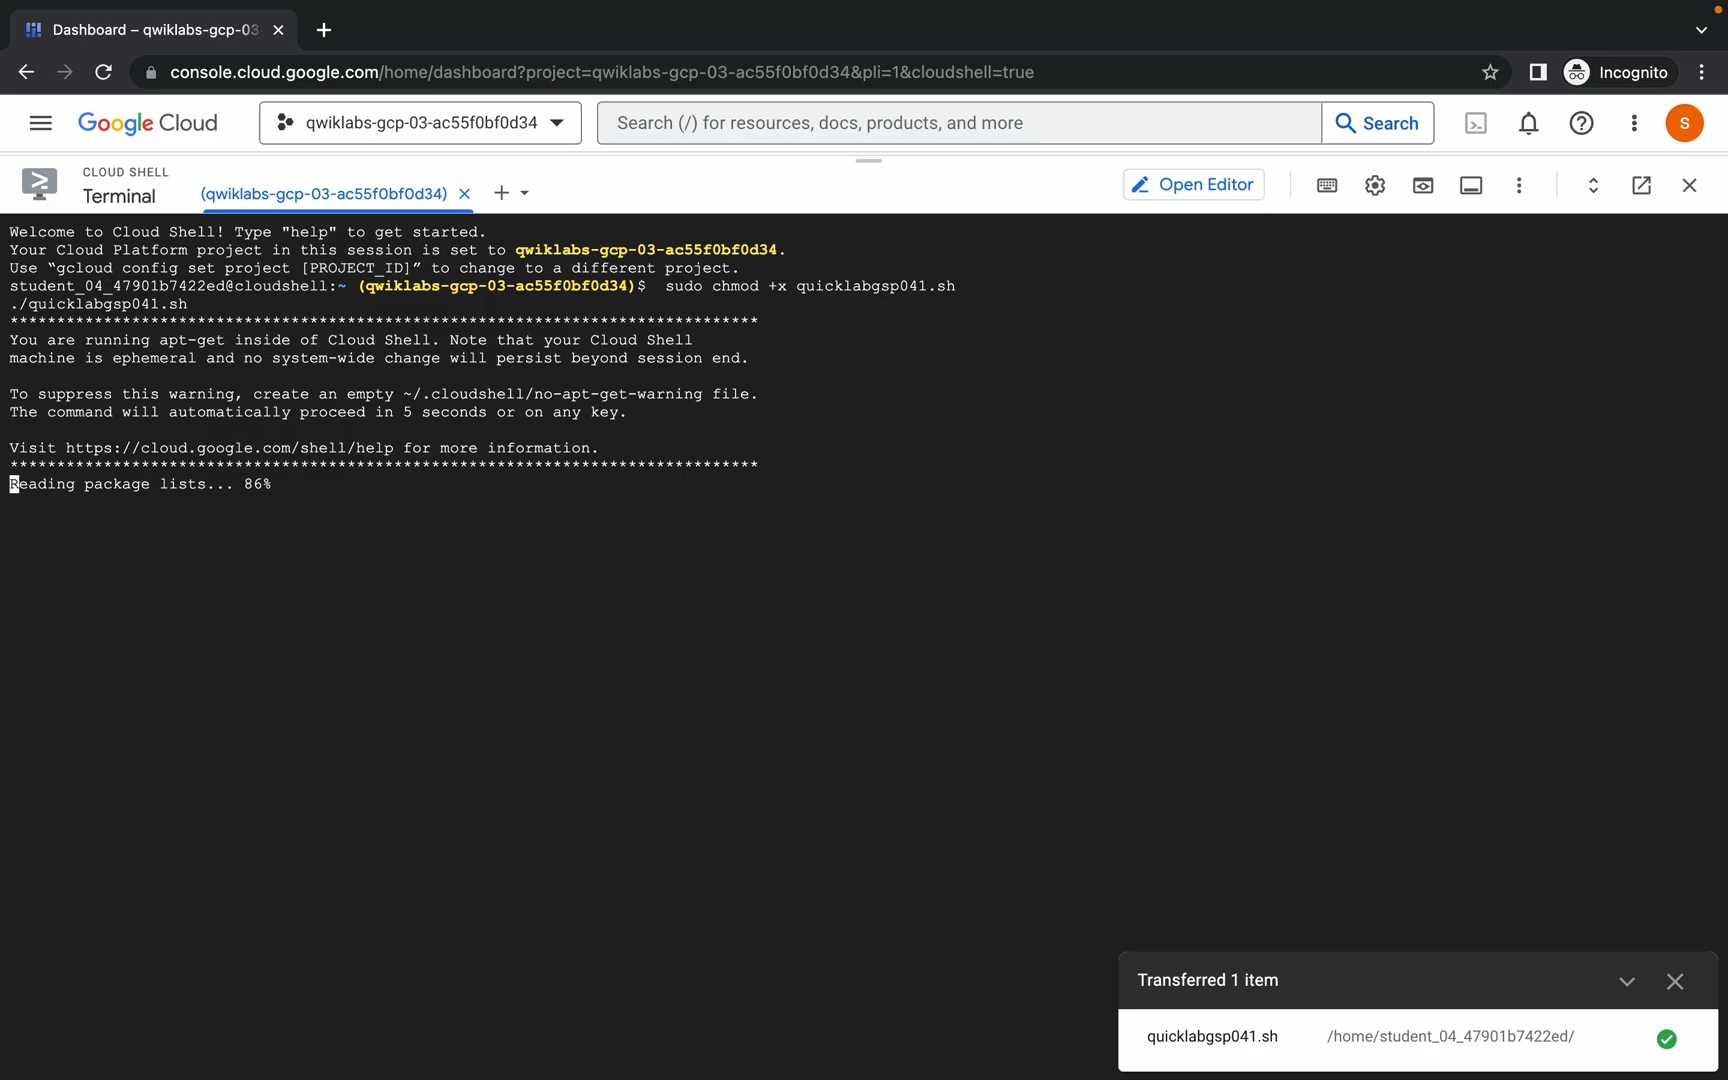 Dashboard – qwiklabs-gcp-03-
console.cloud.google.com/home/dashboard?project=qwiklabs-gcp-03-ac55f0bf0d34&pli=1&cloudshell=true
Incognito
Google Cloud
qwiklabs-gcp-03-ac55f0bf0d34
Search (/) for resources, docs, products, and more
Search
S
CLOUD SHELL
Terminal
(qwiklabs-gcp-03-ac55f0bf0d34)
Open Editor
Welcome to Cloud Shell! Type "help" to get started.
Your Cloud Platform project in this session is set to qwiklabs-gcp-03-ac55f0bf0d34.
Use “gcloud config set project [PROJECT_ID]” to change to a different project.
student_04_47901b7422ed@cloudshell:~ (qwiklabs-gcp-03-ac55f0bf0d34)$  sudo chmod +x quicklabgsp041.sh
./quicklabgsp041.sh
********************************************************************************
You are running apt-get inside of Cloud Shell. Note that your Cloud Shell
machine is ephemeral and no system-wide change will persist beyond session end.
To suppress this warning, create an empty ~/.cloudshell/no-apt-get-warning file.
The command will automatically proceed in 5 seconds or on any key.
Visit https://cloud.google.com/shell/help for more information.
********************************************************************************
Reading package lists... 86%
Transferred 1 item
quicklabgsp041.sh
/home/student_04_47901b7422ed/